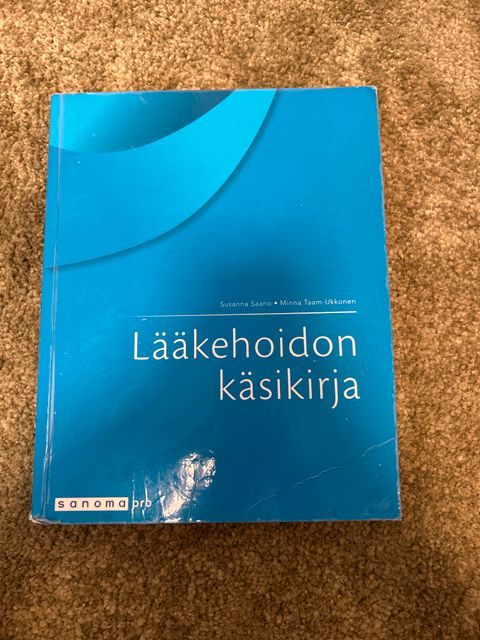 Susanna Saano • Minna Taam-Ukkonen
Lääkehoidon
käsikirja
sanoma pro